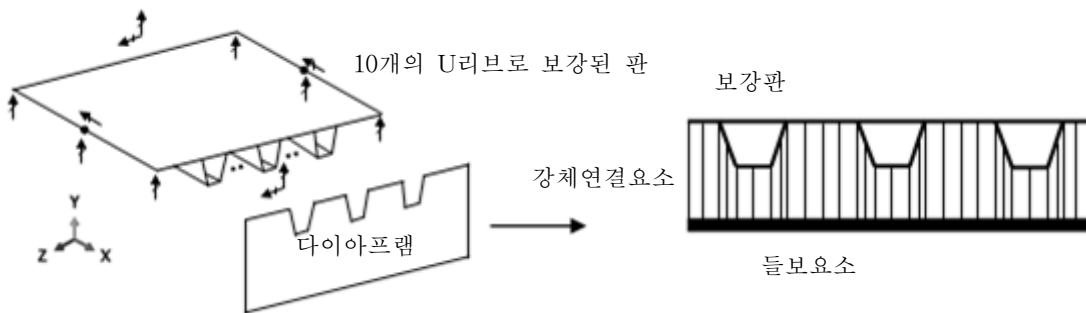 10개의 U리브로 보강된 판
보강판
강체연결요소
다이아프램
들보요소
Y
Z
X